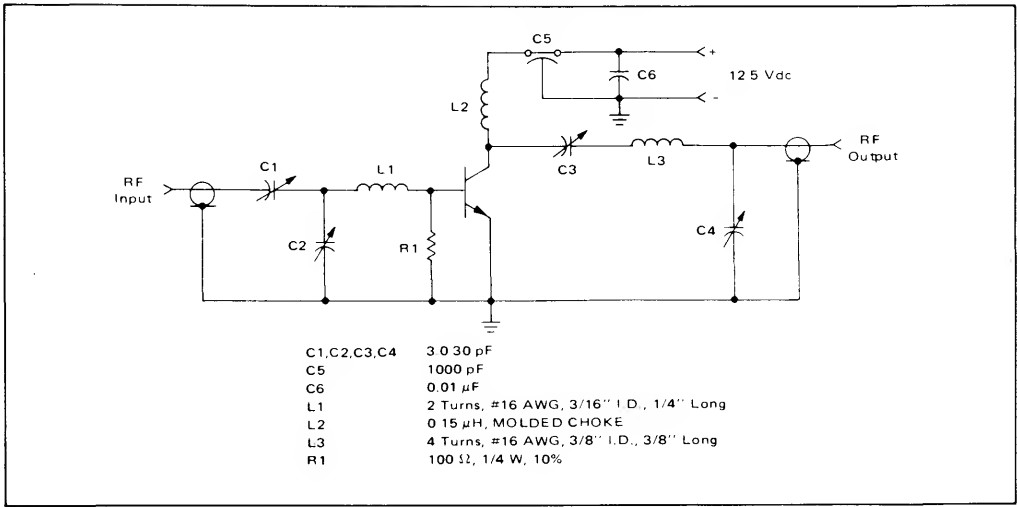 C5
+
C6
12 5 Vdc
-
L2
C1
L1
C3
L3
RF
Output
RF
Input
C2
R1
C4
C1,C2,C3,C4 3.0 30 pF
C5 1000 pF
C6 0.01 μF
L1 2 Turns, #16 AWG, 3/16'' I.D., 1/4'' Long
L2 0 15 μH, MOLDED CHOKE
L3 4 Turns, #16 AWG, 3/8'' I.D., 3/8'' Long
R1 100 Ω, 1/4 W, 10%